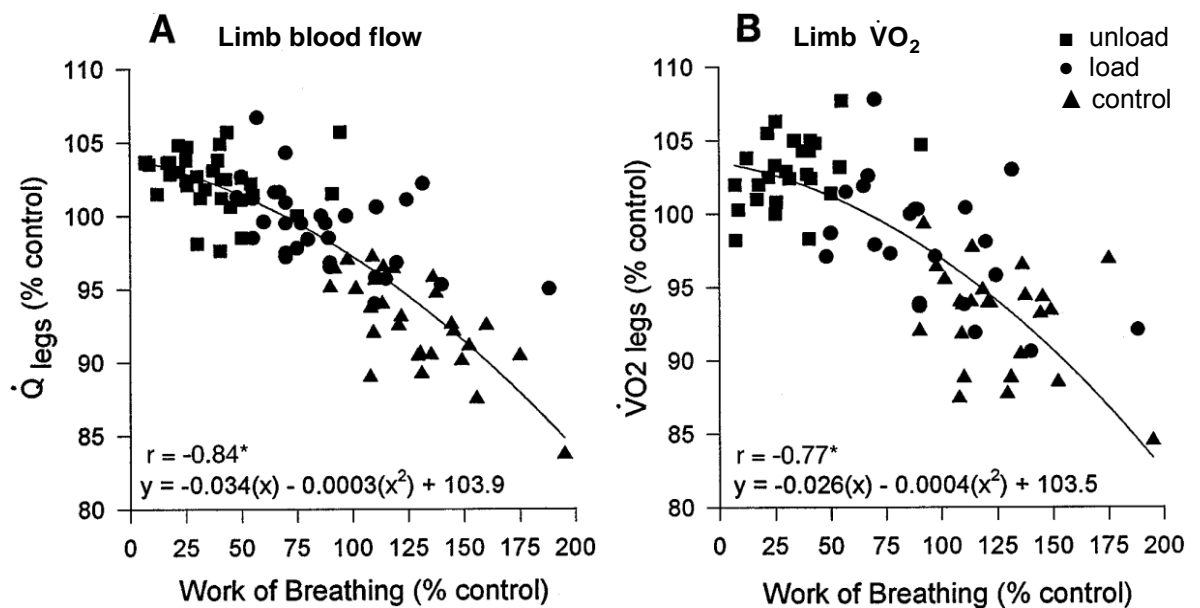 A Limb blood flow
110
105
100
95
90
85
80
Q̇ legs (% control)
r = -0.84*
y = -0.034(x) - 0.0003(x²) + 103.9
0 25 50 75 100 125 150 175 200
Work of Breathing (% control)
B Limb V̇O₂
unload
load
control
110
105
100
95
90
85
80
V̇O2 legs (% control)
r = -0.77*
y = -0.026(x) - 0.0004(x²) + 103.5
0 25 50 75 100 125 150 175 200
Work of Breathing (% control)